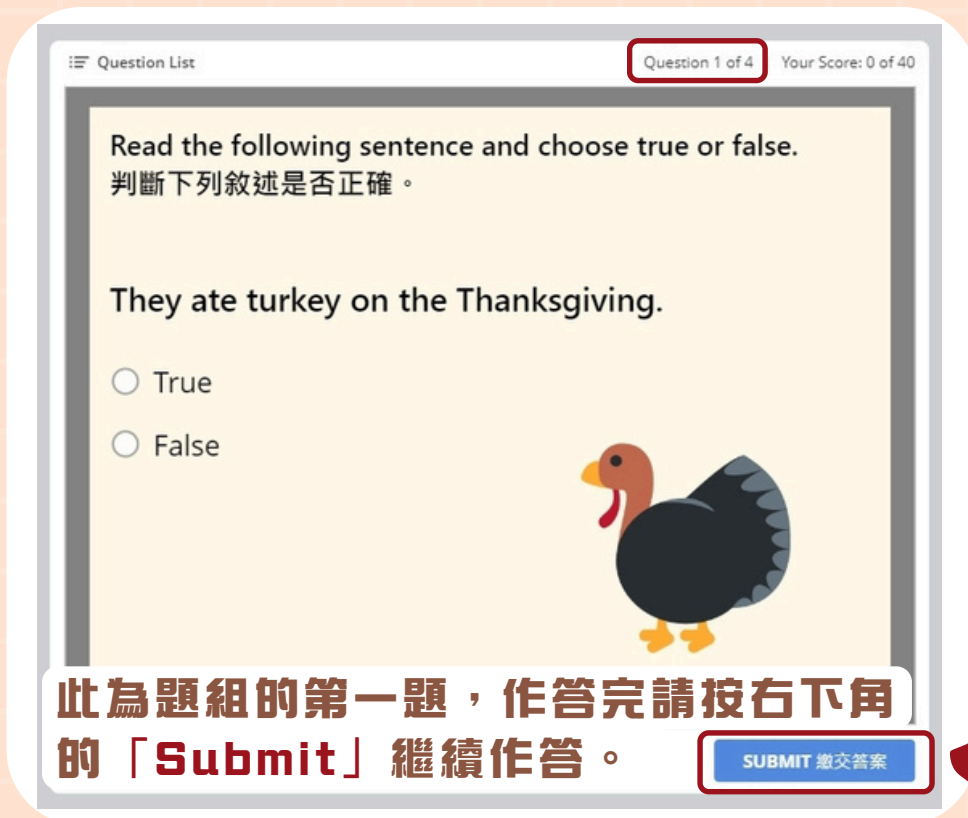 Question List
Question 1 of 4
Your Score: 0 of 40
Read the following sentence and choose true or false.
判斷下列敘述是否正確。
They ate turkey on the Thanksgiving.
True
False
此為題組的第一題，作答完請按右下角
的「Submit」繼續作答。
SUBMIT 繳交答案